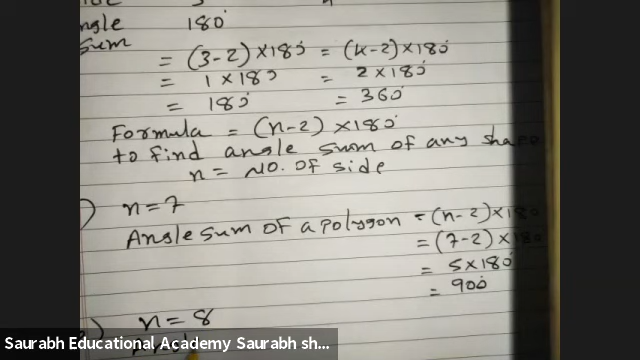 ngle 180°
sum
= (3-2)×180° = (4-2)×180°
= 1×180° = 2×180°
= 180° = 360°
Formula = (n-2)×180°
to find angle sum of any shape
n = No. of side
) n=7
Angle sum of a polygon = (n-2)×180
= (7-2)×180
= 5×180°
= 900°
) n = 8
Saurabh Educational Academy Saurabh sh...